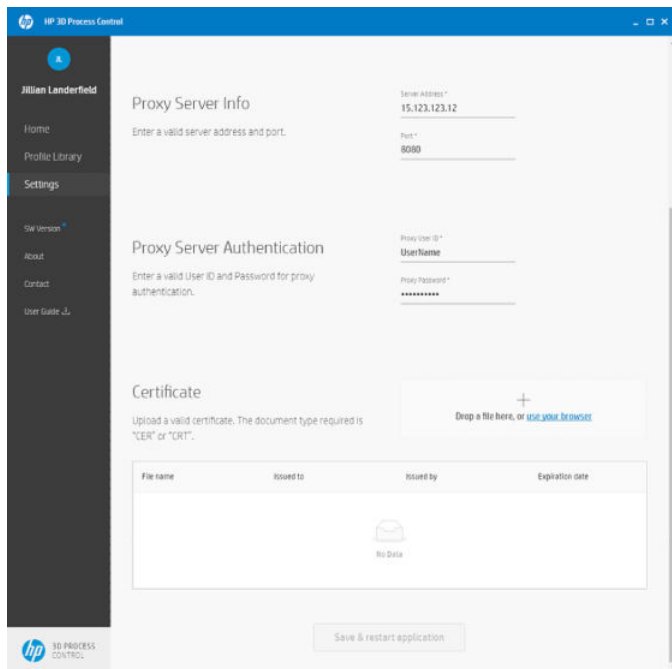 hp HP 3D Process Control
JL
Jillian Landerfield
Home
Profile Library
Settings
SW Version
About
Contact
User Guide
Proxy Server Info
Enter a valid server address and port.
Server Address *
15.123.123.12
Port *
8080
Proxy Server Authentication
Enter a valid User ID and Password for proxy
authentication.
Proxy User ID *
UserName
Proxy Password *
••••••••••
Certificate
Upload a valid certificate. The document type required is
"CER" or "CRT".
Drop a file here, or use your browser
File name Issued to Issued by Expiration date
No Data
Save & restart application
hp 3D PROCESS
CONTROL